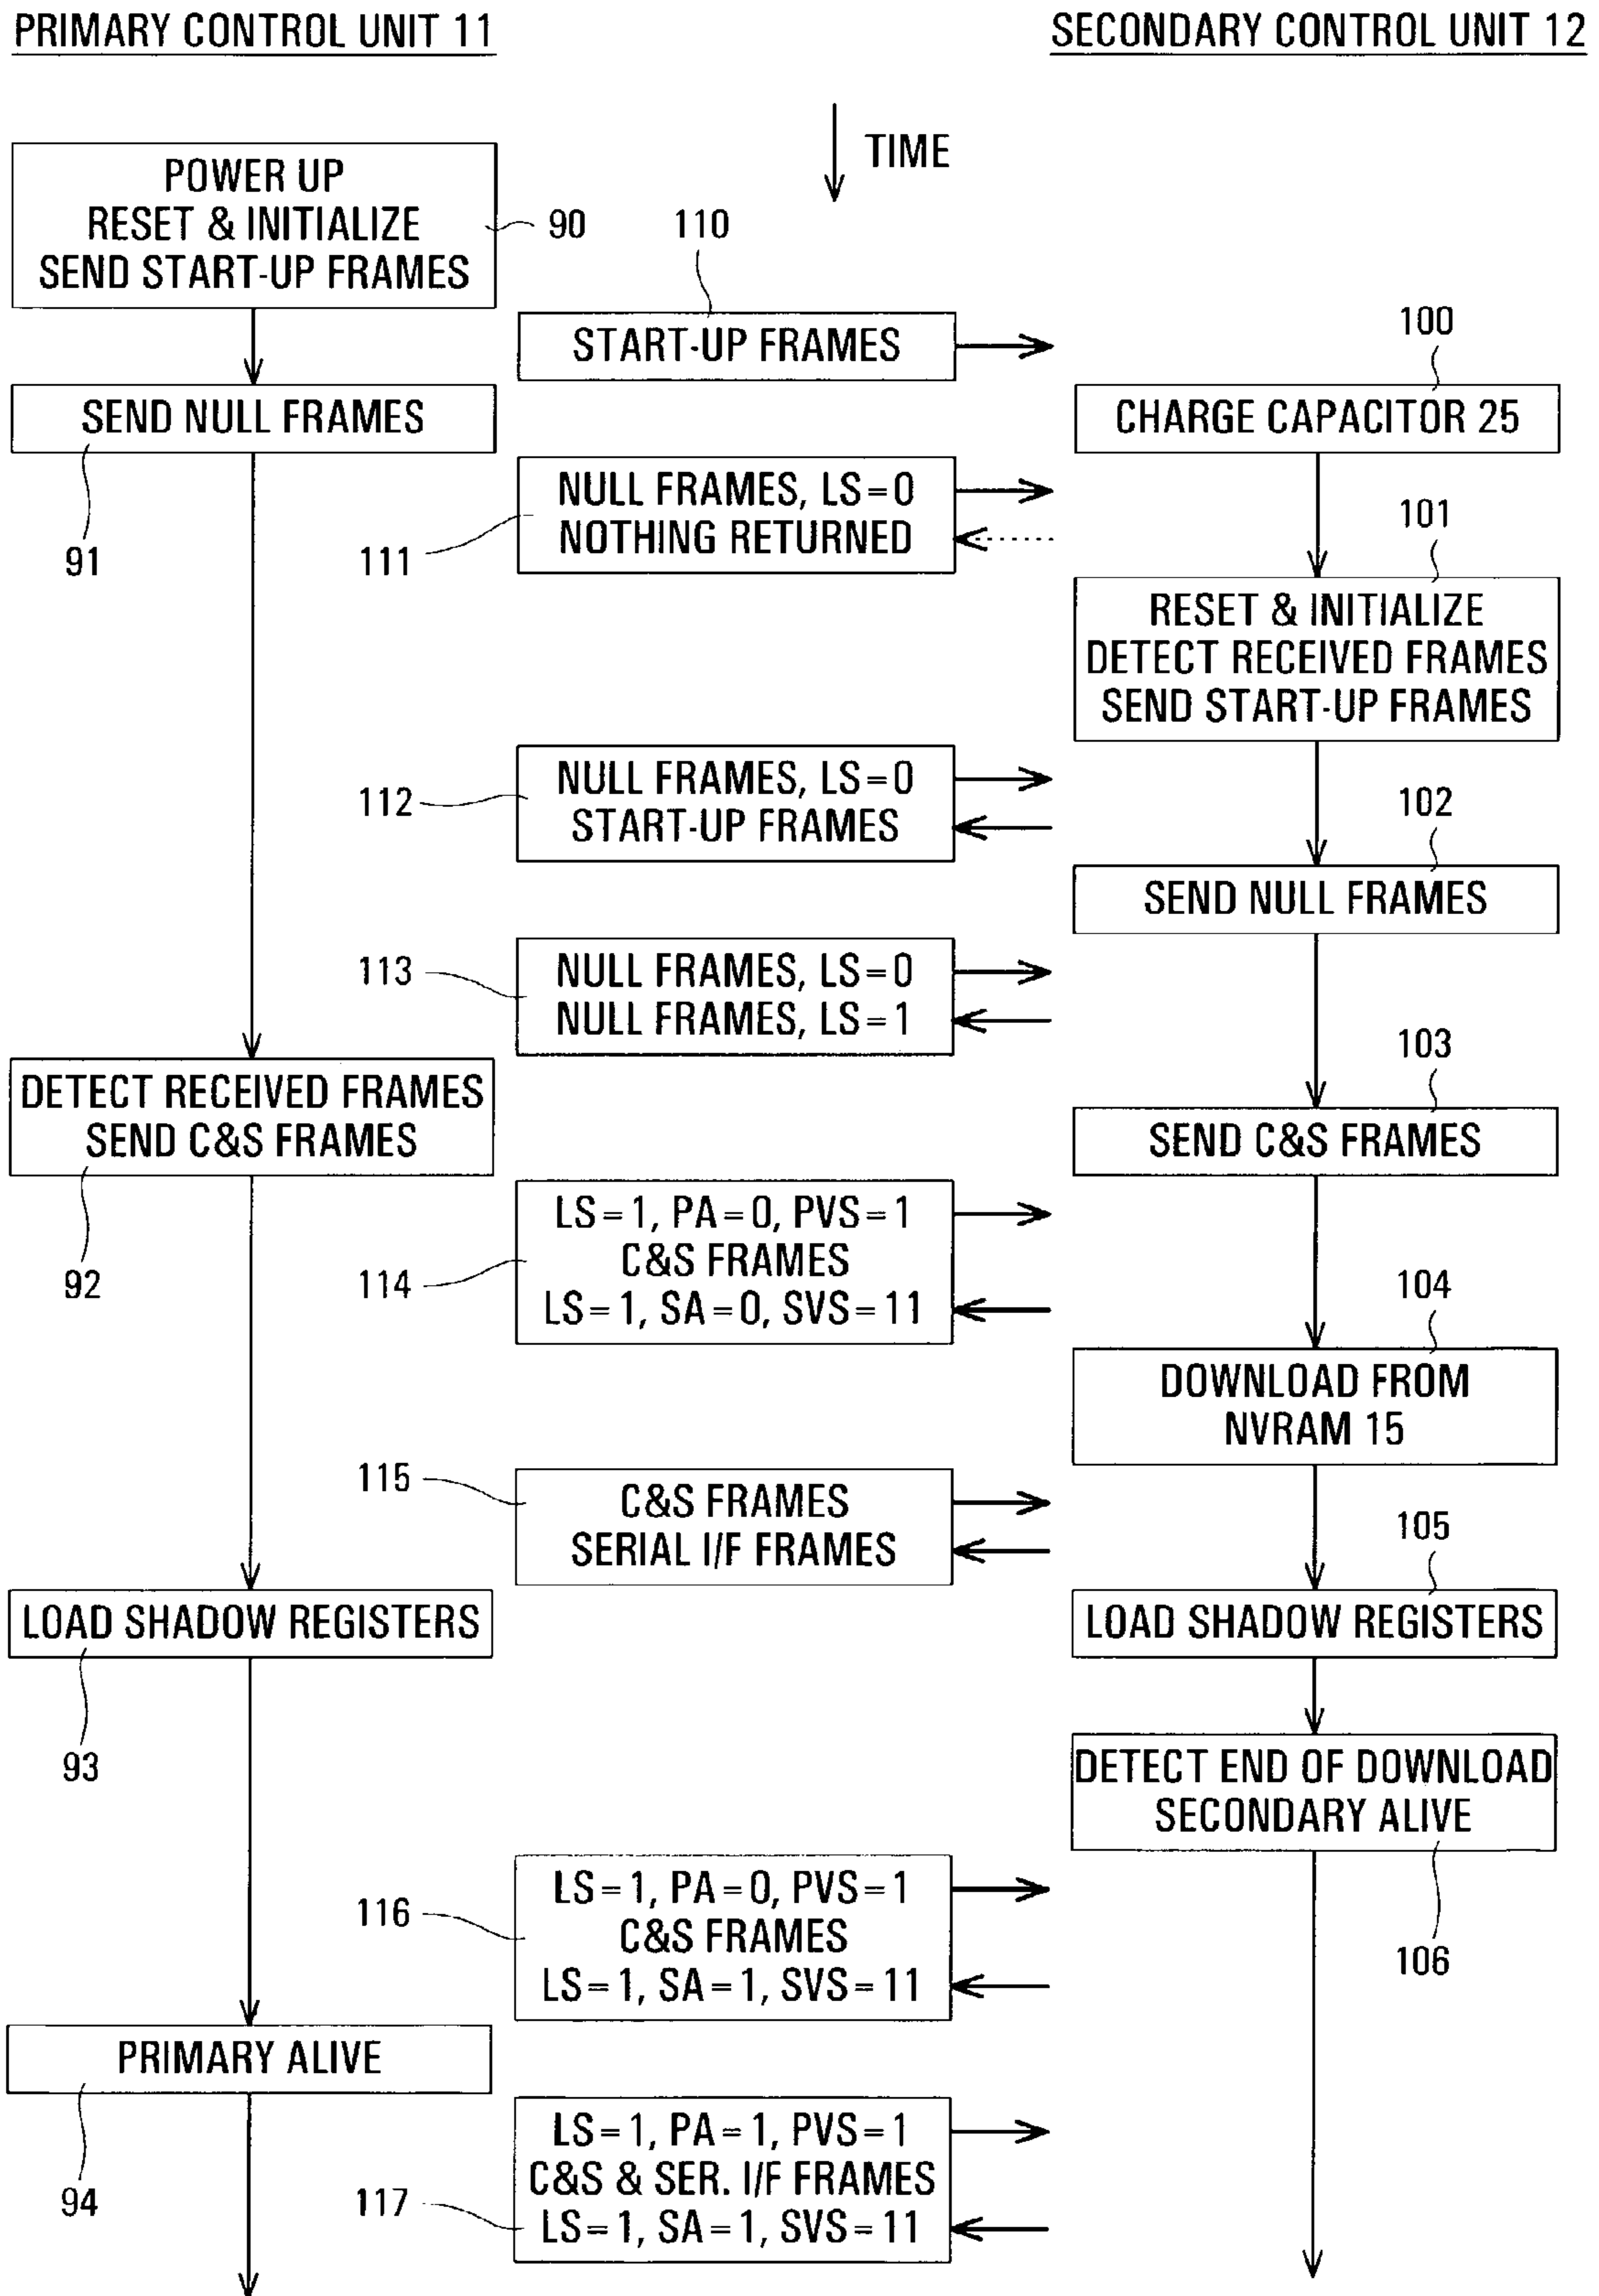 PRIMARY CONTROL UNIT 11
SECONDARY CONTROL UNIT 12
TIME
POWER UP
RESET & INITIALIZE
SEND START-UP FRAMES
90
110
START-UP FRAMES
100
SEND NULL FRAMES
91
CHARGE CAPACITOR 25
NULL FRAMES, LS=0
NOTHING RETURNED
111
101
RESET & INITIALIZE
DETECT RECEIVED FRAMES
SEND START-UP FRAMES
112
NULL FRAMES, LS=0
START-UP FRAMES
102
SEND NULL FRAMES
113
NULL FRAMES, LS=0
NULL FRAMES, LS=1
103
DETECT RECEIVED FRAMES
SEND C&S FRAMES
92
SEND C&S FRAMES
114
LS=1, PA=0, PVS=1
C&S FRAMES
LS=1, SA=0, SVS=11
104
DOWNLOAD FROM
NVRAM 15
115
C&S FRAMES
SERIAL I/F FRAMES
105
LOAD SHADOW REGISTERS
93
LOAD SHADOW REGISTERS
DETECT END OF DOWNLOAD
SECONDARY ALIVE
106
116
LS=1, PA=0, PVS=1
C&S FRAMES
LS=1, SA=1, SVS=11
PRIMARY ALIVE
94
117
LS=1, PA=1, PVS=1
C&S & SER. I/F FRAMES
LS=1, SA=1, SVS=11